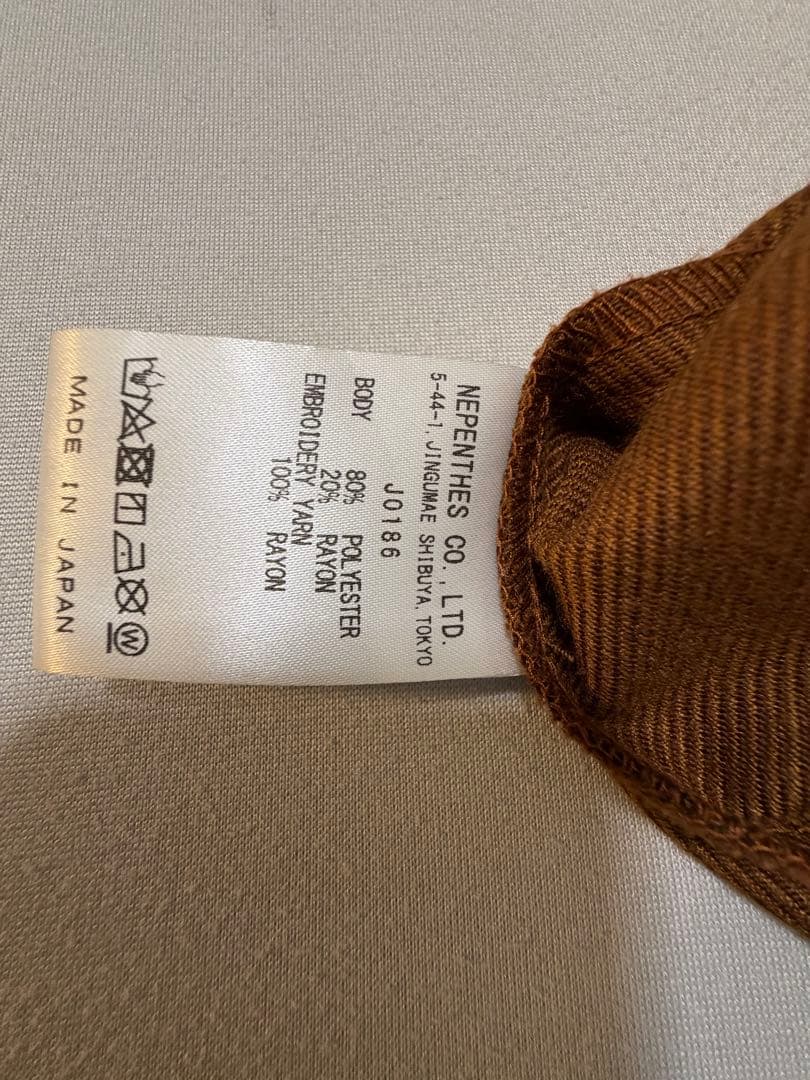 NEPENTHES CO.,LTD.
5-44-1, JINGUMAE SHIBUYA, TOKYO
J0186
BODY 80% POLYESTER
20% RAYON
EMBROIDERY YARN
100% RAYON
W
MADE IN JAPAN